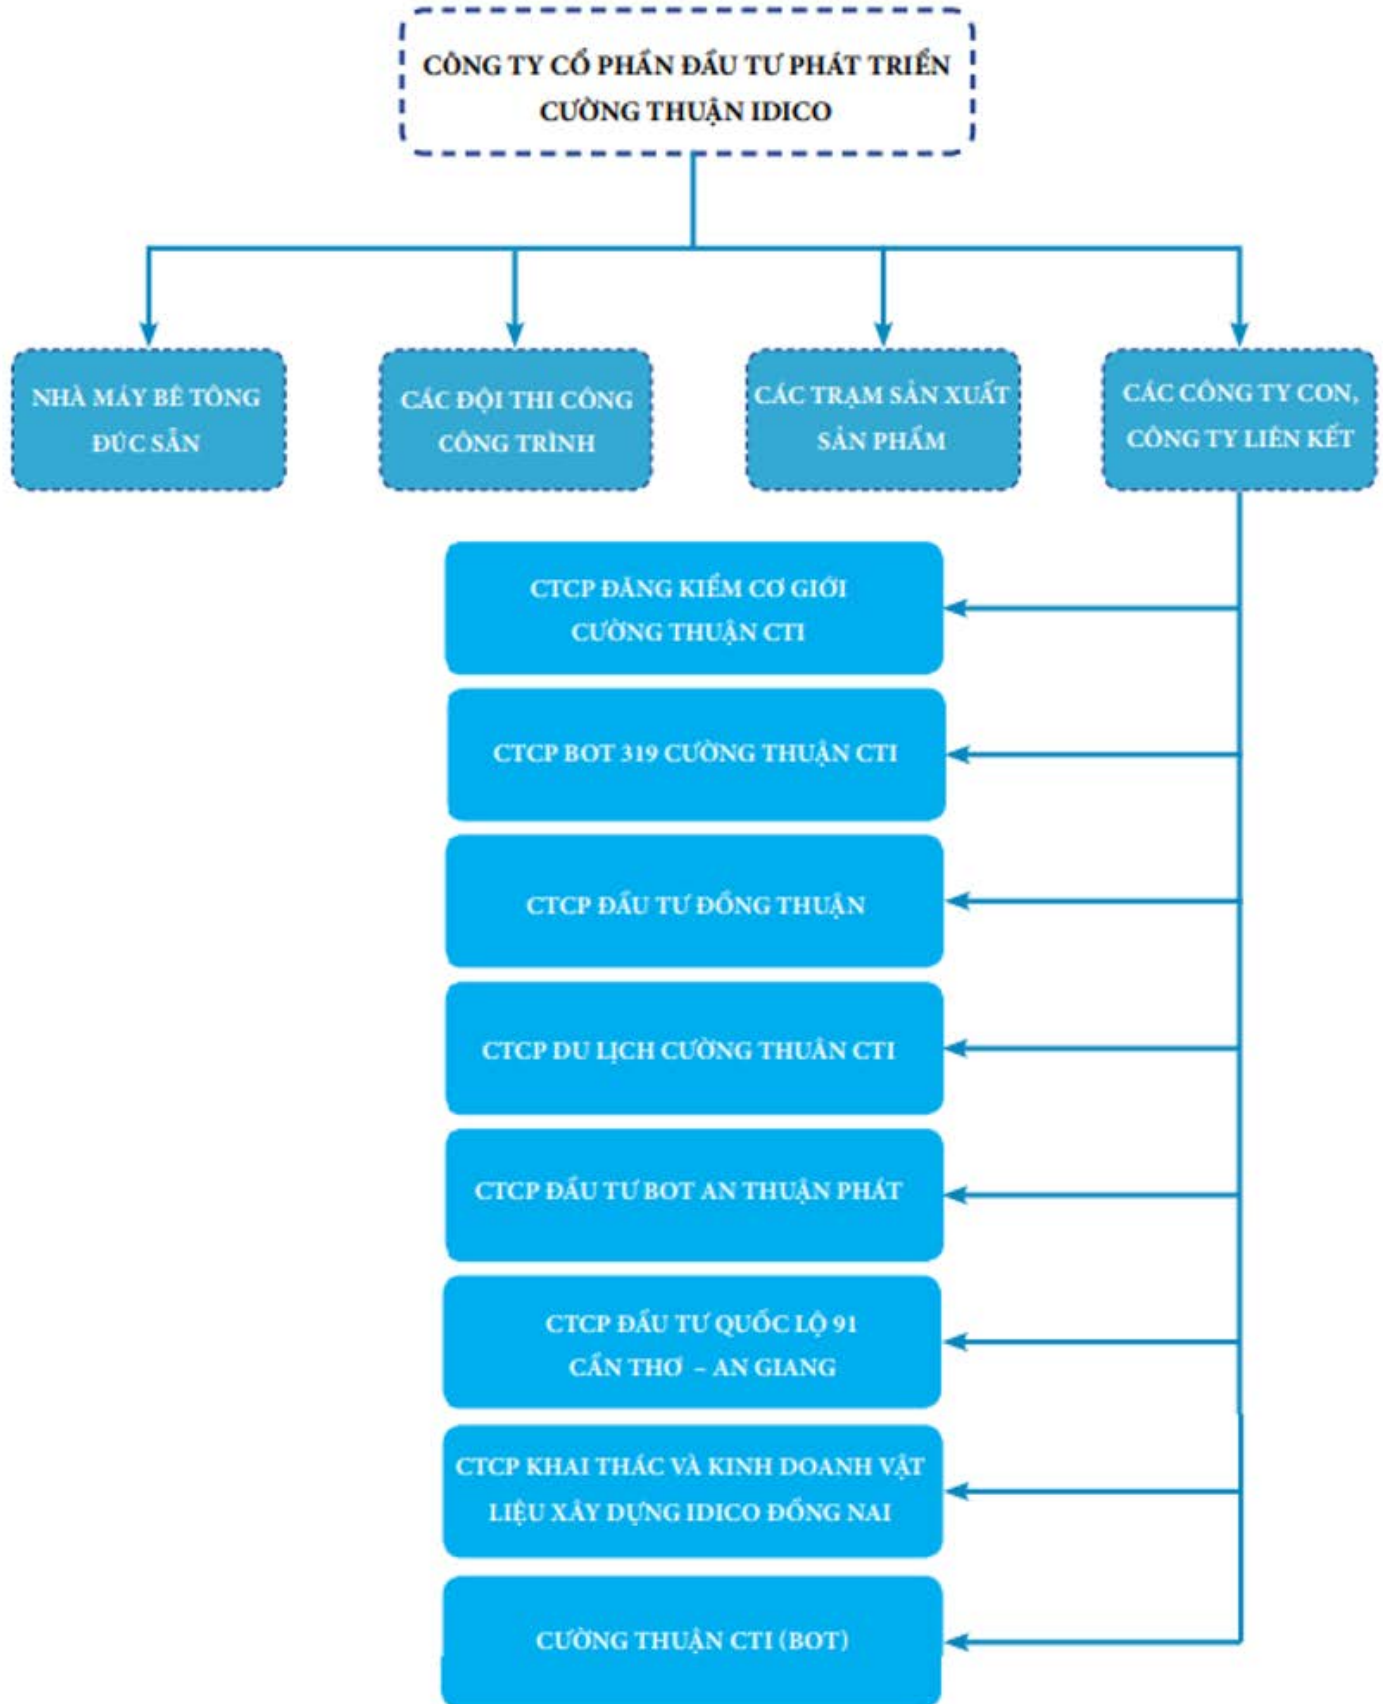 CÔNG TY CỔ PHẦN ĐẦU TƯ PHÁT TRIỂN
CƯỜNG THUẬN IDICO
NHÀ MÁY BÊ TÔNG
ĐÚC SẴN
CÁC ĐỘI THI CÔNG
CÔNG TRÌNH
CÁC TRẠM SẢN XUẤT
SẢN PHẨM
CÁC CÔNG TY CON,
CÔNG TY LIÊN KẾT
CTCP ĐĂNG KIỂM CƠ GIỚI
CƯỜNG THUẬN CTI
CTCP BOT 319 CƯỜNG THUẬN CTI
CTCP ĐẦU TƯ ĐỒNG THUẬN
CTCP DU LỊCH CƯỜNG THUÂN CTI
CTCP ĐẦU TƯ BOT AN THUẬN PHÁT
CTCP ĐẦU TƯ QUỐC LỘ 91
CẦN THƠ – AN GIANG
CTCP KHAI THÁC VÀ KINH DOANH VẬT
LIỆU XÂY DỰNG IDICO ĐỒNG NAI
CƯỜNG THUẬN CTI (BOT)